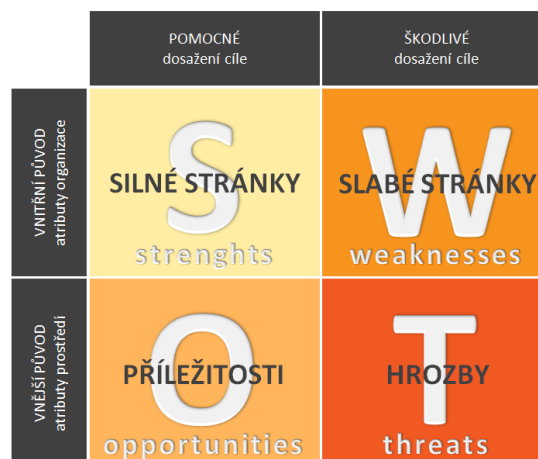 POMOCNÉ
dosažení cíle
ŠKODLIVÉ
dosažení cíle
VNITŘNÍ PŮVOD
atributy organizace
S
SILNÉ STRÁNKY
strenghts
W
SLABÉ STRÁNKY
weaknesses
VNĚJŠÍ PŮVOD
atributy prostředí
O
PŘÍLEŽITOSTI
opportunities
T
HROZBY
threats